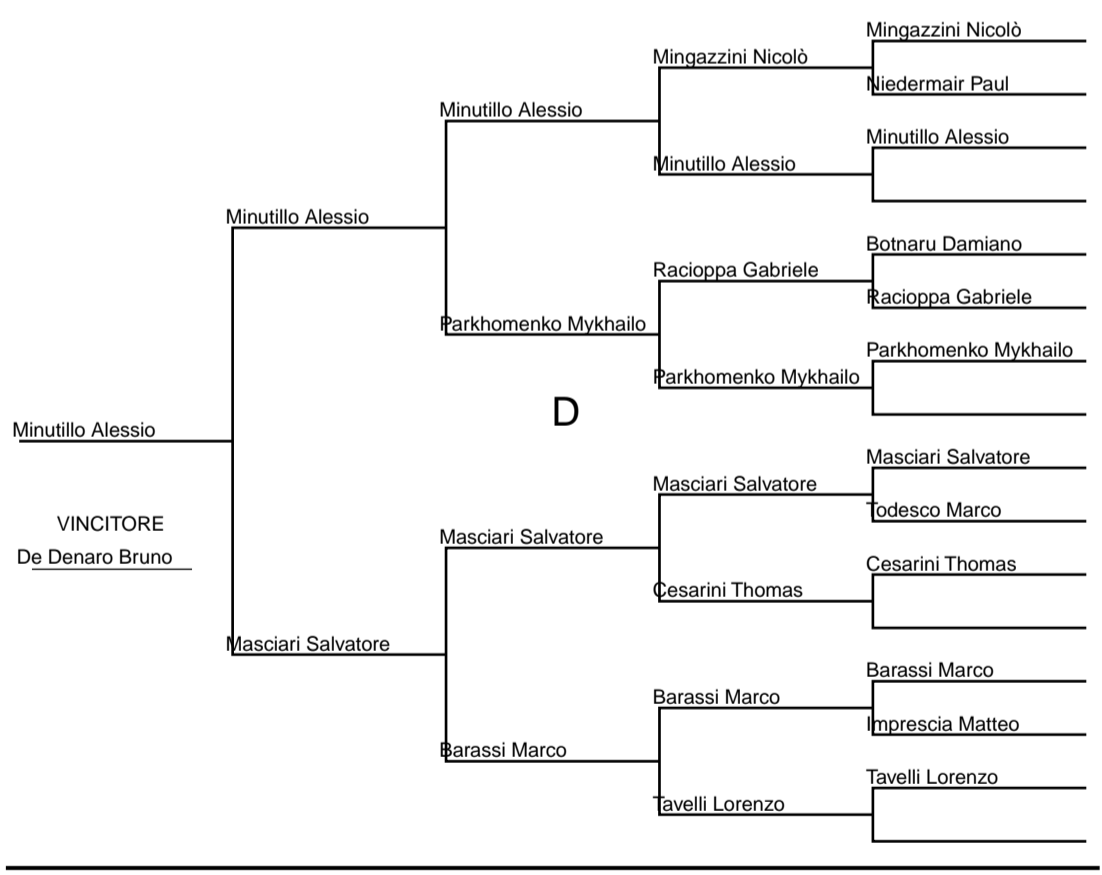 Mingazzini Nicolò
Mingazzini Nicolò
Niedermair Paul
Minutillo Alessio
Minutillo Alessio
Minutillo Alessio
Minutillo Alessio
Botnaru Damiano
Racioppa Gabriele
Racioppa Gabriele
Parkhomenko Mykhailo
Parkhomenko Mykhailo
Parkhomenko Mykhailo
D
Minutillo Alessio
Masciari Salvatore
Masciari Salvatore
Todesco Marco
VINCITORE
Masciari Salvatore
De Denaro Bruno
Cesarini Thomas
Cesarini Thomas
Masciari Salvatore
Barassi Marco
Barassi Marco
Imprescia Matteo
Barassi Marco
Tavelli Lorenzo
Tavelli Lorenzo